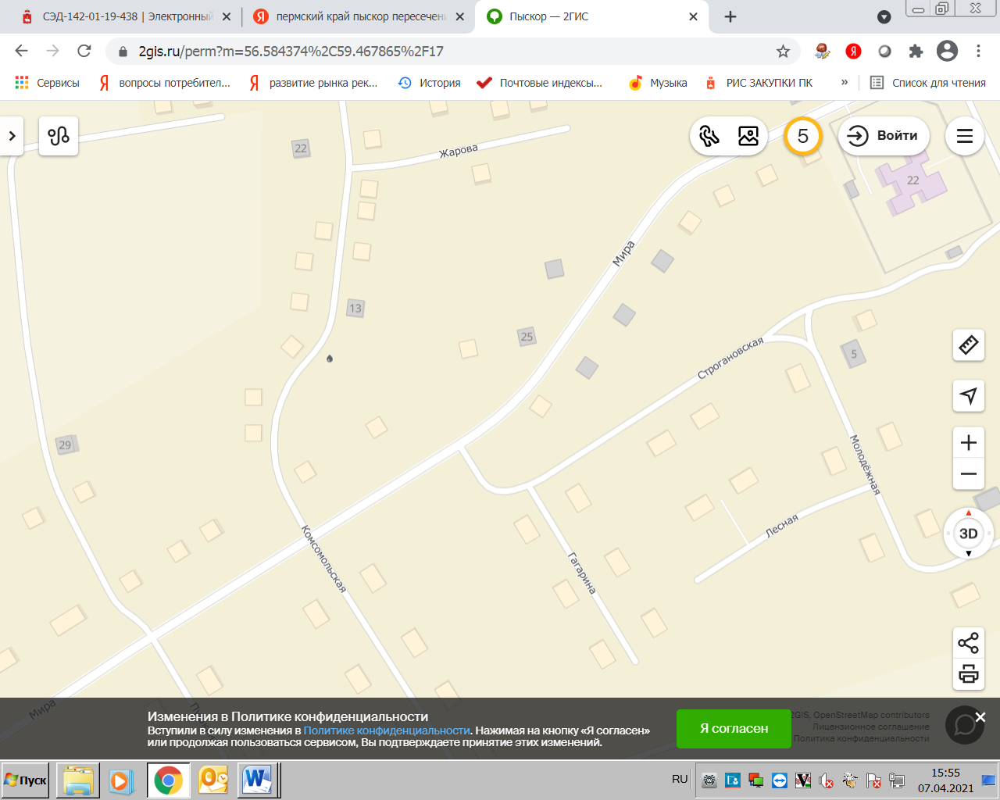 СЭД-142-01-19-438 | Электронный
пермский край пыскор пересечени
Пыскор — 2ГИС
2gis.ru/perm?m=56.584374%2C59.467865%2F17
Сервисы
вопросы потребител...
развитие рынка рек...
История
Почтовые индексы...
Музыка
РИС ЗАКУПКИ ПК
»
Список для чтения
22
Жарова
5
Войти
22
Мира
13
25
Строгановская
5
29
Молодёжная
Лесная
3D
Комсомольская
Гагарина
Мира
Изменения в Политике конфиденциальности
Вступили в силу изменения в Политике конфиденциальности. Нажимая на кнопку «Я согласен»
или продолжая пользоваться сервисом, Вы подтверждаете принятие этих изменений.
Я согласен
2GIS, OpenStreetMap contributors
Лицензионное соглашение
Политика конфиденциальности
Пуск
RU
15:55
07.04.2021